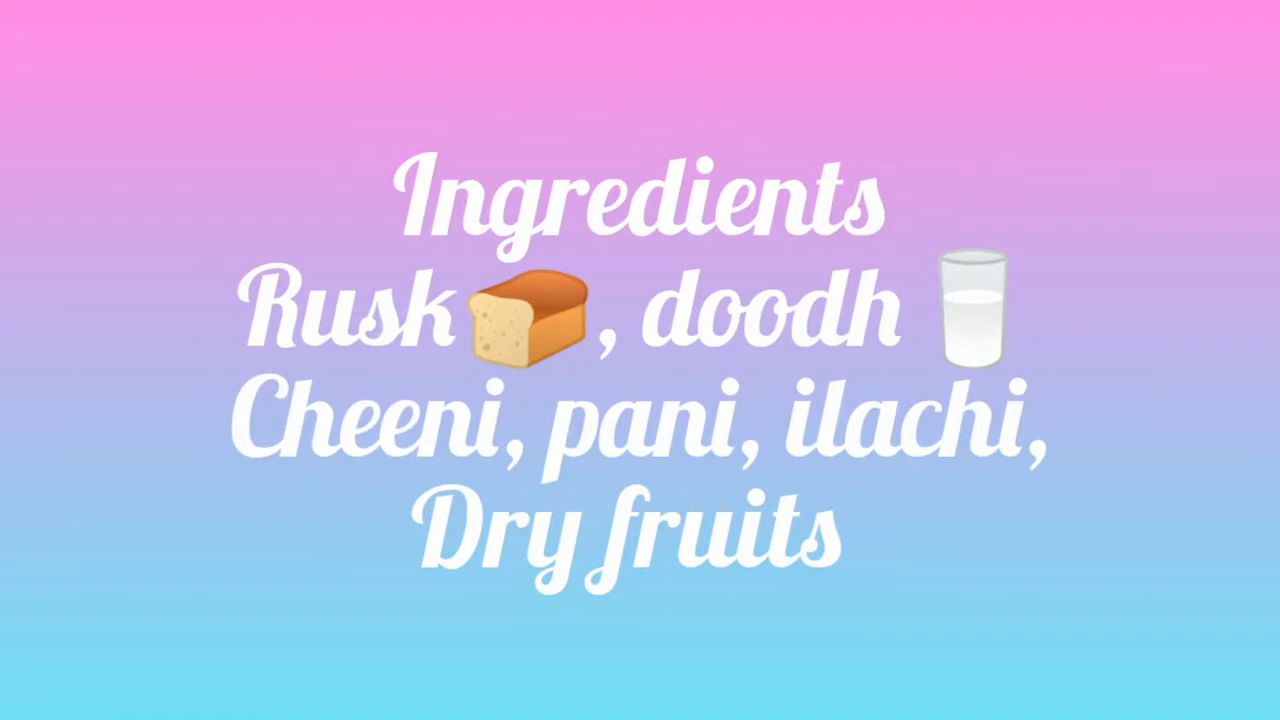 Ingredients
Rusk🍞, doodh 🥛
Cheeni, pani, ilachi,
Dry fruits